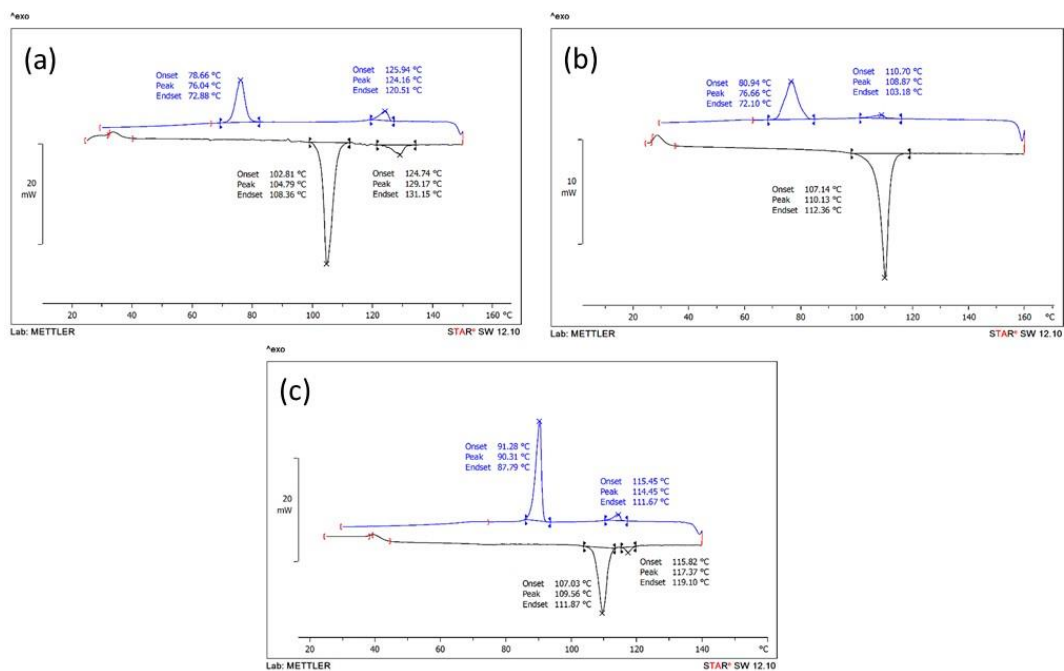 ^exo
(a)
Onset 78.66 °C
Peak 76.04 °C
Endset 72.88 °C
Onset 125.94 °C
Peak 124.16 °C
Endset 120.51 °C
20
mW
Onset 102.81 °C
Peak 104.79 °C
Endset 108.36 °C
Onset 124.74 °C
Peak 129.17 °C
Endset 131.15 °C
20 40 60 80 100 120 140 160 °C
Lab: METTLER
STARᵉ SW 12.10
^exo
(b)
Onset 80.94 °C
Peak 76.66 °C
Endset 72.10 °C
Onset 110.70 °C
Peak 108.87 °C
Endset 103.18 °C
10
mW
Onset 107.14 °C
Peak 110.13 °C
Endset 112.36 °C
20 40 60 80 100 120 140 160 °C
Lab: METTLER
STARᵉ SW 12.10
^exo
(c)
Onset 91.28 °C
Peak 90.31 °C
Endset 87.79 °C
Onset 115.45 °C
Peak 114.45 °C
Endset 111.67 °C
20
mW
Onset 107.03 °C
Peak 109.56 °C
Endset 111.87 °C
Onset 115.82 °C
Peak 117.37 °C
Endset 119.10 °C
20 40 60 80 100 120 140 °C
Lab: METTLER
STARᵉ SW 12.10